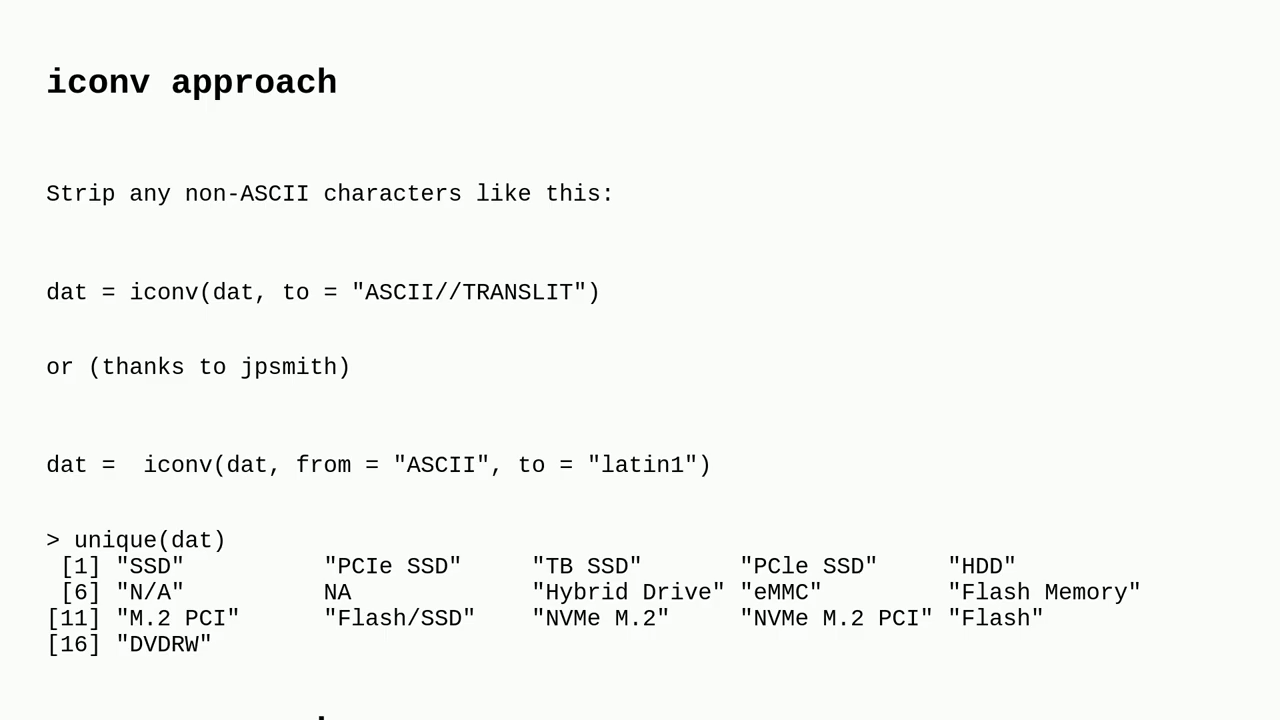 iconv approach
Strip any non-ASCII characters like this:
dat = iconv(dat, to = "ASCII//TRANSLIT")
or (thanks to jpsmith)
dat =  iconv(dat, from = "ASCII", to = "latin1")
> unique(dat)
 [1] "SSD"          "PCIe SSD"     "TB SSD"       "PCle SSD"     "HDD"
 [6] "N/A"          NA             "Hybrid Drive" "eMMC"         "Flash Memory"
[11] "M.2 PCI"      "Flash/SSD"    "NVMe M.2"     "NVMe M.2 PCI" "Flash"
[16] "DVDRW"